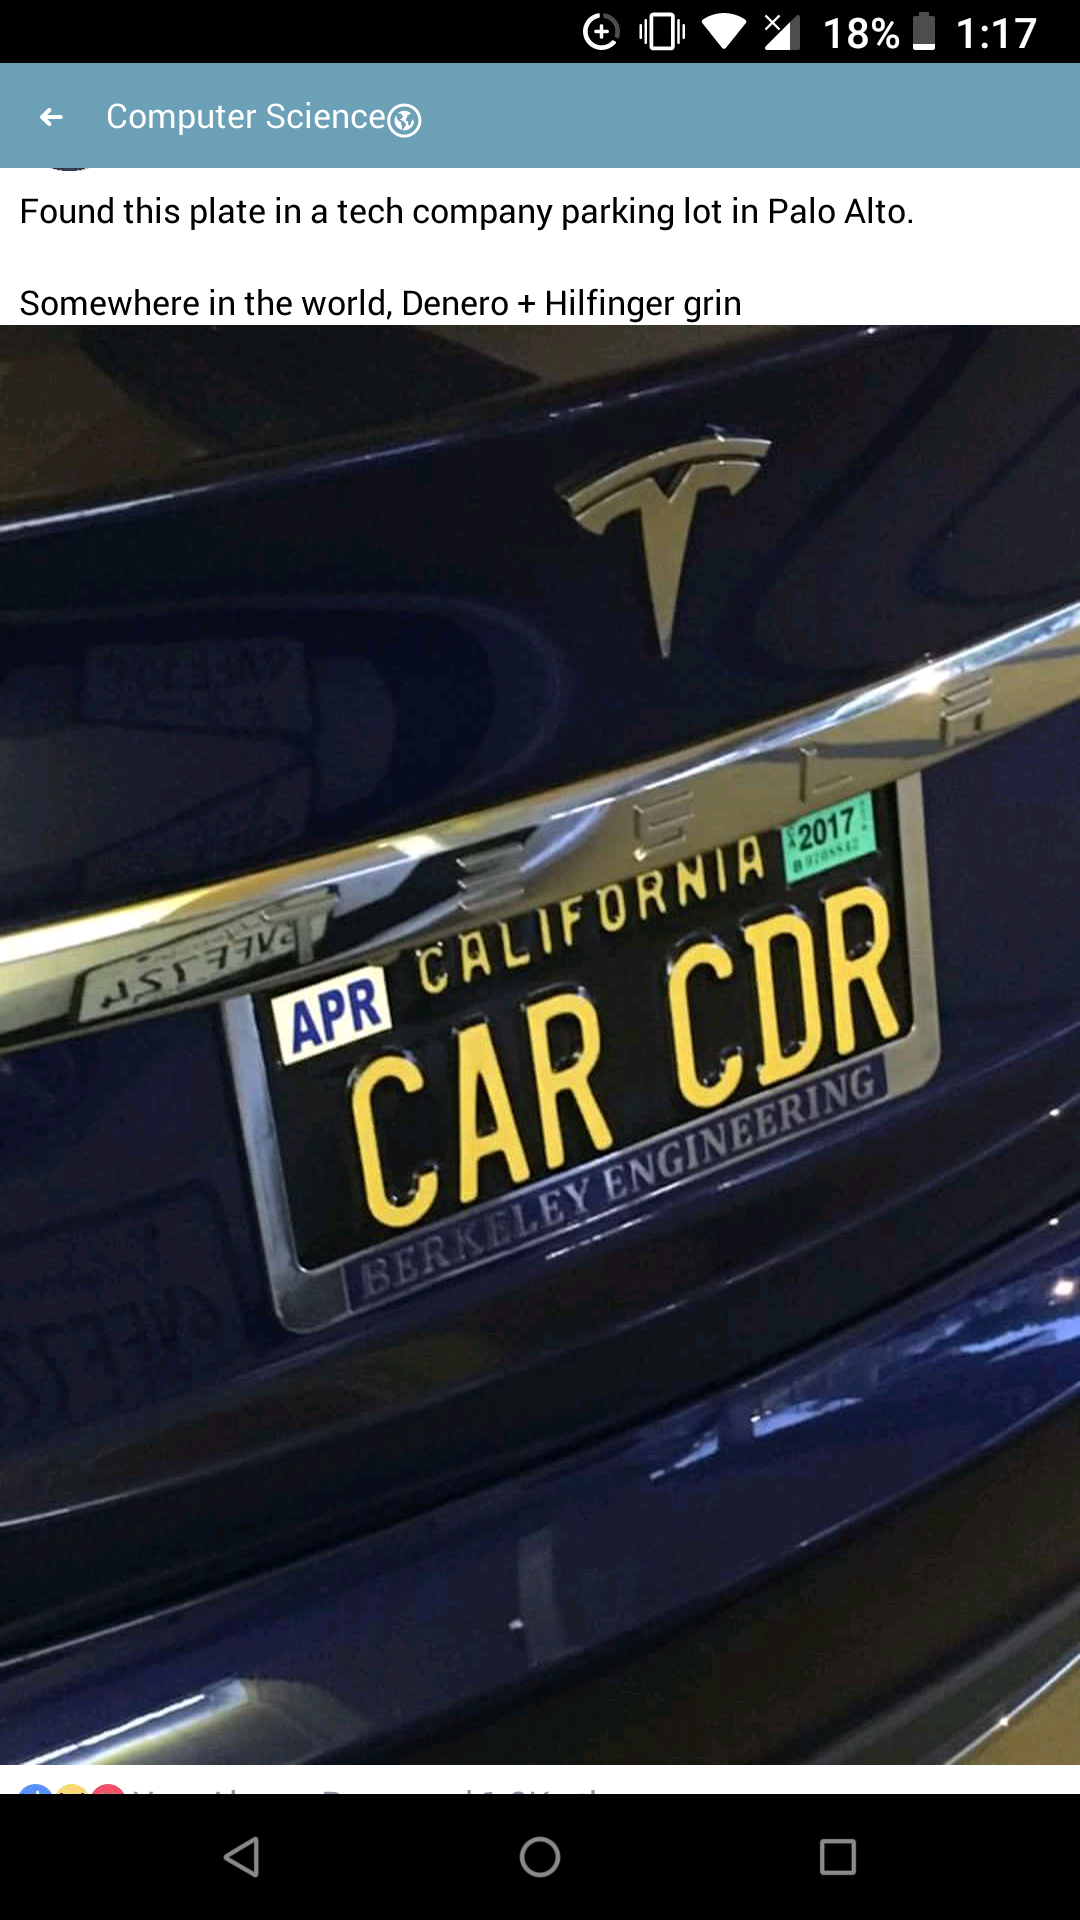 18% 1:17
Computer Science
Found this plate in a tech company parking lot in Palo Alto.
Somewhere in the world, Denero + Hilfinger grin
T E S L A
CALIFORNIA
2017
APR
CAR CDR
BERKELEY ENGINEERING